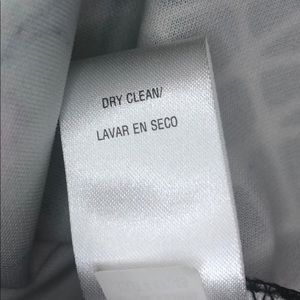 DRY CLEAN/
LAVAR EN SECO